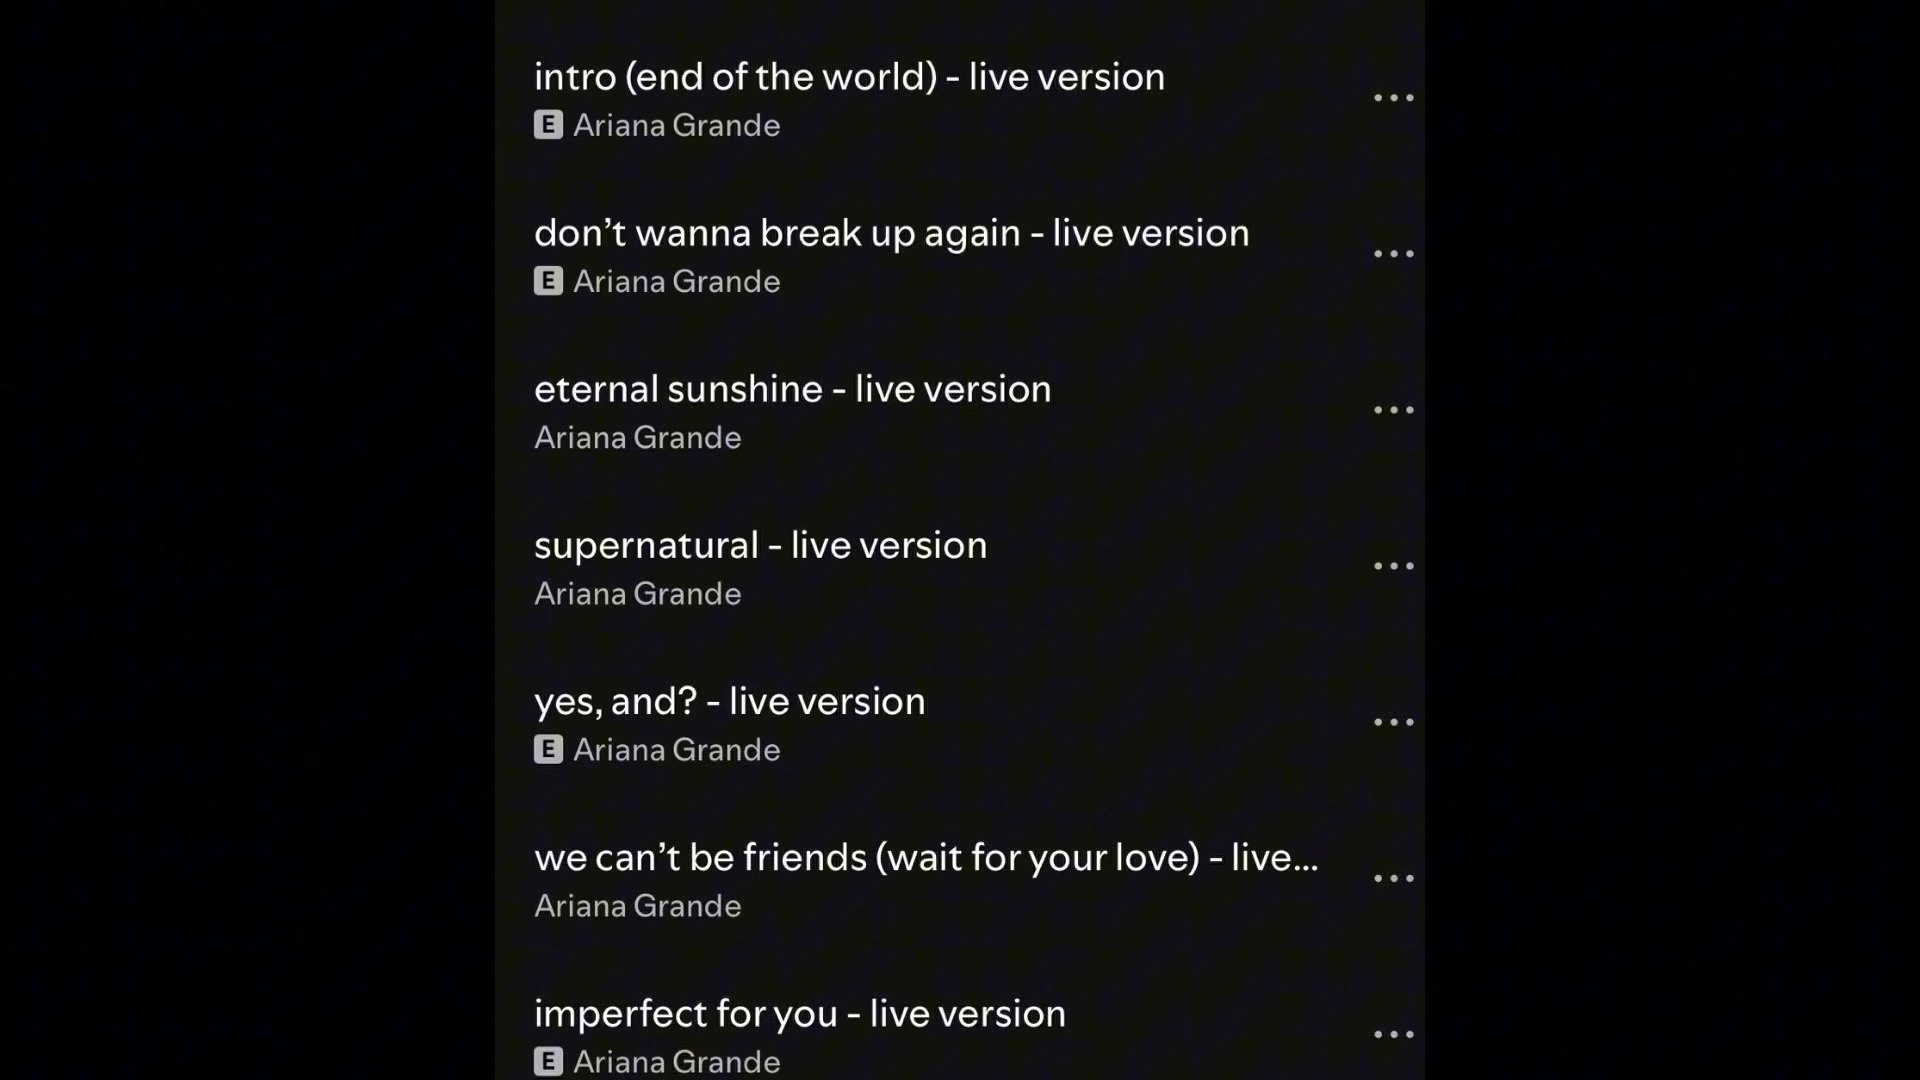 intro (end of the world) - live version
E Ariana Grande
don’t wanna break up again - live version
E Ariana Grande
eternal sunshine - live version
Ariana Grande
supernatural - live version
Ariana Grande
yes, and? - live version
E Ariana Grande
we can’t be friends (wait for your love) - live...
Ariana Grande
imperfect for you - live version
E Ariana Grande